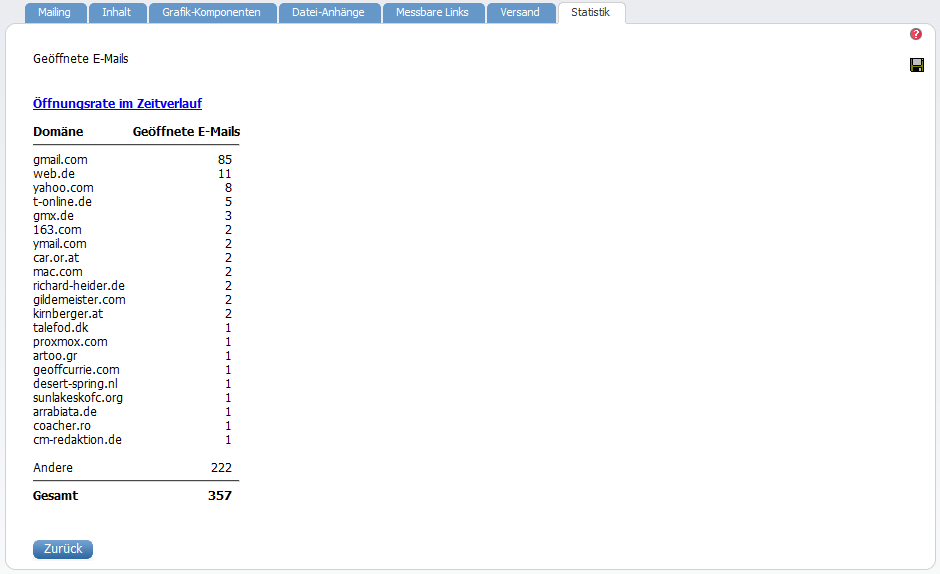 Mailing Inhalt Grafik-Komponenten Datei-Anhänge Messbare Links Versand Statistik
?
Geöffnete E-Mails
Öffnungsrate im Zeitverlauf
Domäne Geöffnete E-Mails
gmail.com 85
web.de 11
yahoo.com 8
t-online.de 5
gmx.de 3
163.com 2
ymail.com 2
car.or.at 2
mac.com 2
richard-heider.de 2
gildemeister.com 2
kirnberger.at 2
talefod.dk 1
proxmox.com 1
artoo.gr 1
geoffcurrie.com 1
desert-spring.nl 1
sunlakeskofc.org 1
arrabiata.de 1
coacher.ro 1
cm-redaktion.de 1
Andere 222
Gesamt 357
Zurück